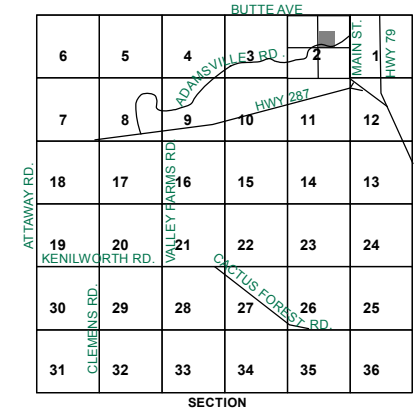 BUTTE AVE
6 5 4 3 2 1
ADAMSVILLE RD.
MAIN ST.
HWY 79
HWY 287
7 8 9 10 11 12
ATTAWAY RD.
VALLEY FARMS RD.
18 17 16 15 14 13
19 20 21 22 23 24
KENILWORTH RD.
CACTUS FOREST RD.
CLEMENS RD.
30 29 28 27 26 25
31 32 33 34 35 36
SECTION